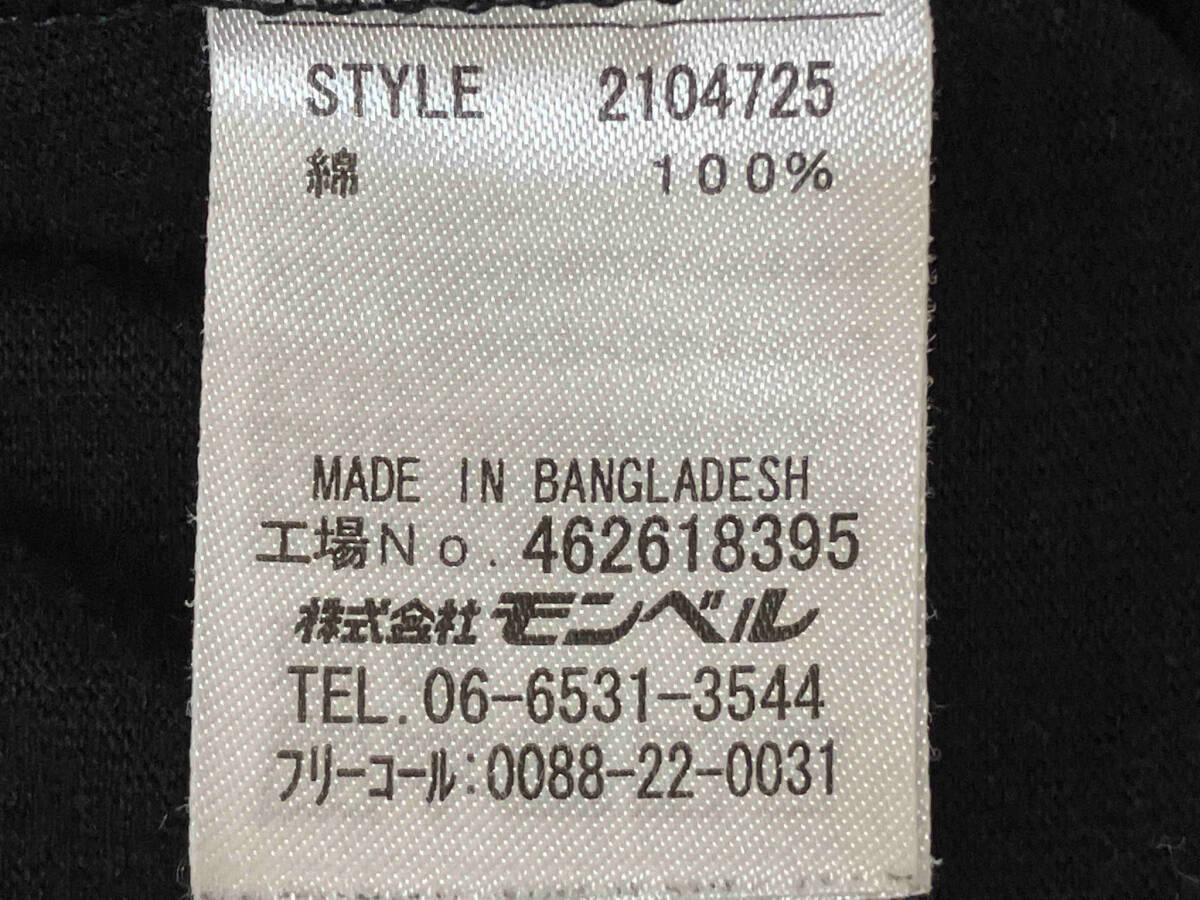 STYLE 2104725
綿 100%
MADE IN BANGLADESH
工場No. 462618395
株式会社モンベル
TEL. 06-6531-3544
フリーコール:0088-22-0031